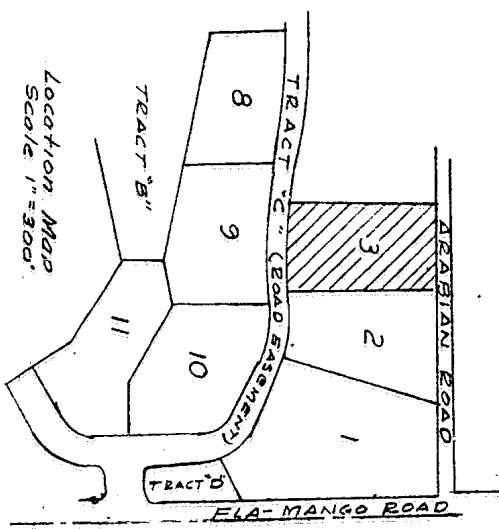 ARABIAN ROAD
3
2
1
TRACT "C" (ROAD EASEMENT)
8
9
10
11
TRACT "B"
TRACT "D"
ELA-MANGO ROAD
Location Map
Scale 1"=300'